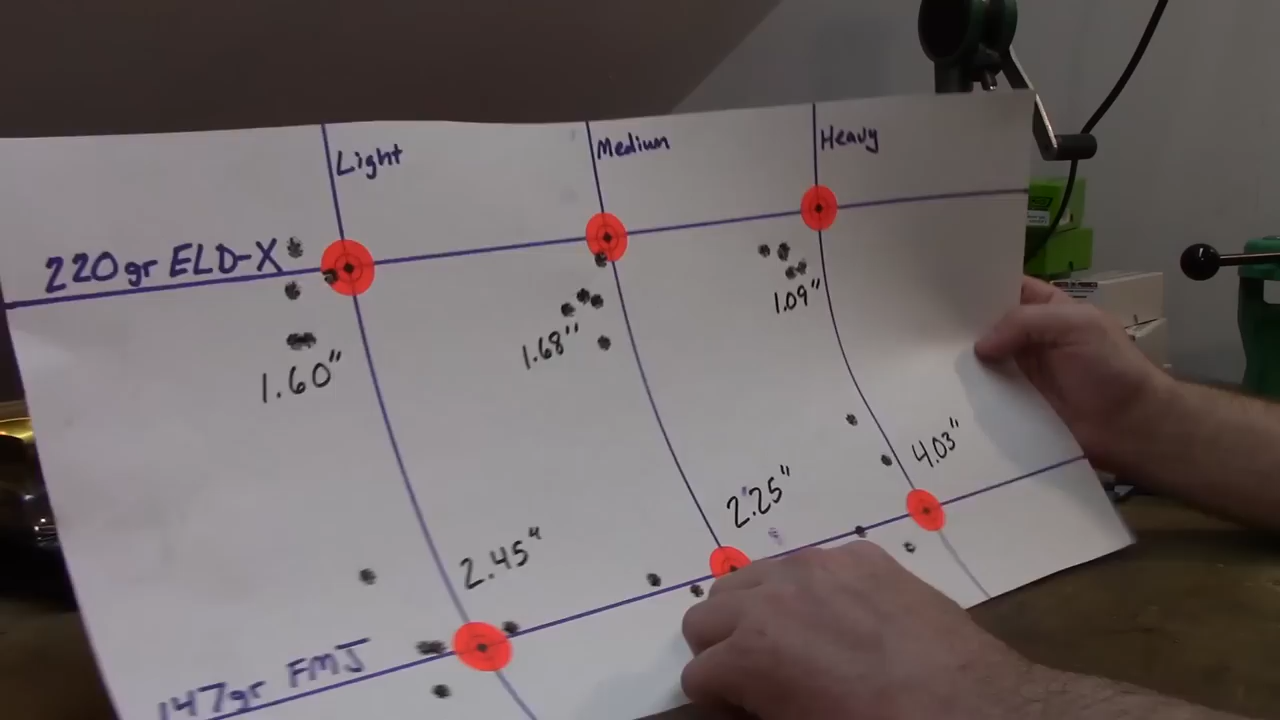 Light
Medium
Heavy
220gr ELD-X
1.60"
1.68"
1.09"
4.03"
2.25"
2.45"
147gr FMJ